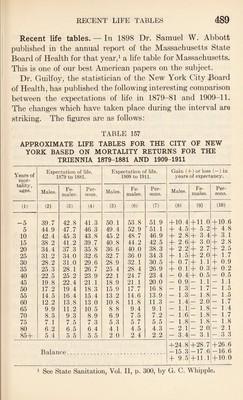 RECENT LIFE TABLES 489
Recent life tables. — In 1898 Dr. Samuel W. Abbott
published in the annual report of the Massachusetts State
Board of Health for that year,¹ a life table for Massachusetts.
This is one of our best American papers on the subject.
Dr. Guilfoy, the statistician of the New York City Board
of Health, has published the following interesting comparison
between the expectations of life in 1879–81 and 1909–11.
The changes which have taken place during the interval are
striking. The figures are as follows:
TABLE 157
APPROXIMATE LIFE TABLES FOR THE CITY OF NEW
YORK BASED ON MORTALITY RETURNS FOR THE
TRIENNIA 1879–1881 AND 1909–1911
Years of mortality, ages. Expectation of life, 1879 to 1881. Expectation of life, 1909 to 1911. Gain (+) or loss (−) in years of expectancy.
Males. Females. Persons. Males. Females. Persons. Males. Females. Persons.
(1) (2) (3) (4) (5) (6) (7) (8) (9) (10)
−5 39.7 42.8 41.3 50.1 53.8 51.9 +10.4 +11.0 +10.6
5 44.9 47.7 46.3 49.4 52.9 51.1 + 4.5 + 5.2 + 4.8
10 42.4 45.3 43.8 45.2 48.7 46.9 + 2.8 + 3.4 + 3.1
15 38.2 41.2 39.7 40.8 44.2 42.5 + 2.6 + 3.0 + 2.8
20 34.4 37.3 35.8 36.6 40.0 38.3 + 2.2 + 2.7 + 2.5
25 31.2 34.0 32.6 32.7 36.0 34.3 + 1.5 + 2.0 + 1.7
30 28.2 31.0 29.6 28.9 32.1 30.5 + 0.7 + 1.1 + 0.9
35 25.3 28.1 26.7 25.4 28.4 26.9 + 0.1 + 0.3 + 0.2
40 22.5 25.2 23.9 22.1 24.7 23.4 − 0.4 − 0.5 − 0.5
45 19.8 22.4 21.1 18.9 21.1 20.0 − 0.9 − 1.1 − 1.1
50 17.2 19.4 18.3 15.9 17.7 16.8 − 1.3 − 1.7 − 1.5
55 14.5 16.4 15.4 13.2 14.6 13.9 − 1.3 − 1.8 − 1.5
60 12.2 13.8 13.0 10.8 11.8 11.3 − 1.4 − 2.0 − 1.7
65 9.9 11.2 10.5 8.8 9.4 9.1 − 1.1 − 1.8 − 1.4
70 8.5 9.3 8.9 6.9 7.5 7.2 − 1.6 − 1.8 − 1.7
75 7.1 7.5 7.3 5.3 5.7 5.5 − 1.8 − 1.8 − 1.8
80 6.2 6.5 6.4 4.1 4.5 4.3 − 2.1 − 2.0 − 2.1
85+ 5.4 5.5 5.5 2.0 2.4 2.2 − 3.4 − 3.1 − 3.3
+24.8 +28.7 +26.6
Balance −15.3 −17.6 −16.6
+ 9.5 +11.1 +10.0
¹ See State Sanitation, Vol. II, p. 300, by G. C. Whipple.